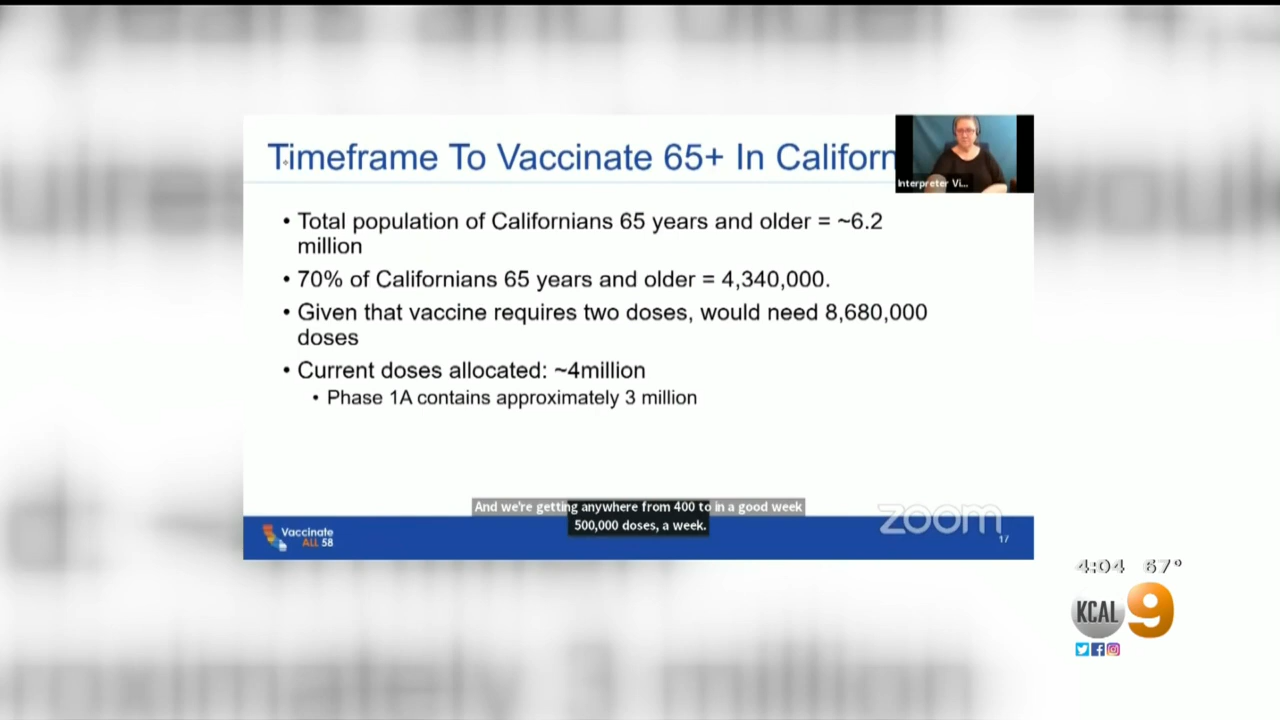 Timeframe To Vaccinate 65+ In Californ
Interpreter Vi...
• Total population of Californians 65 years and older = ~6.2
million
• 70% of Californians 65 years and older = 4,340,000.
• Given that vaccine requires two doses, would need 8,680,000
doses
• Current doses allocated: ~4million
• Phase 1A contains approximately 3 million
And we're getting anywhere from 400 to in a good week
500,000 doses, a week.
Vaccinate
ALL 58
zoom
17
4:04 67°
KCAL 9